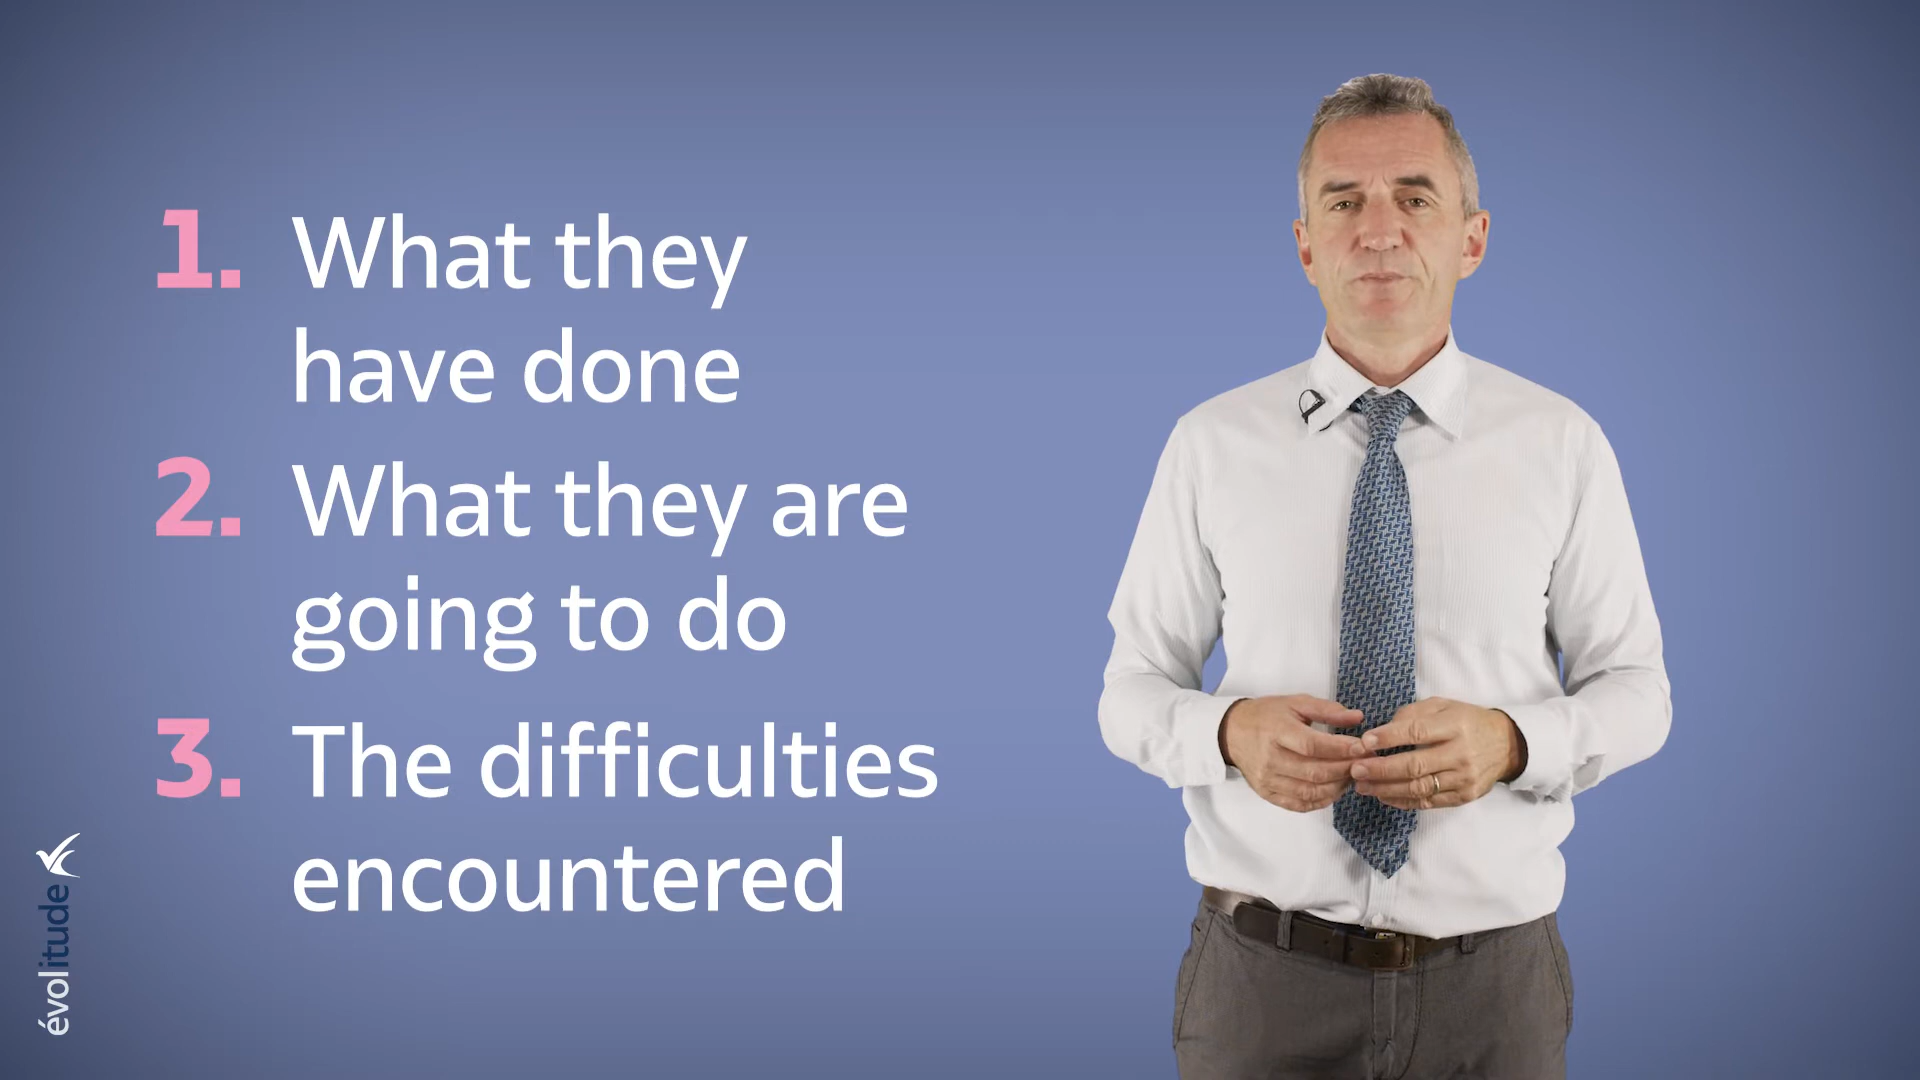 1. What they
have done
2. What they are
going to do
3. The difficulties
encountered
évolitude